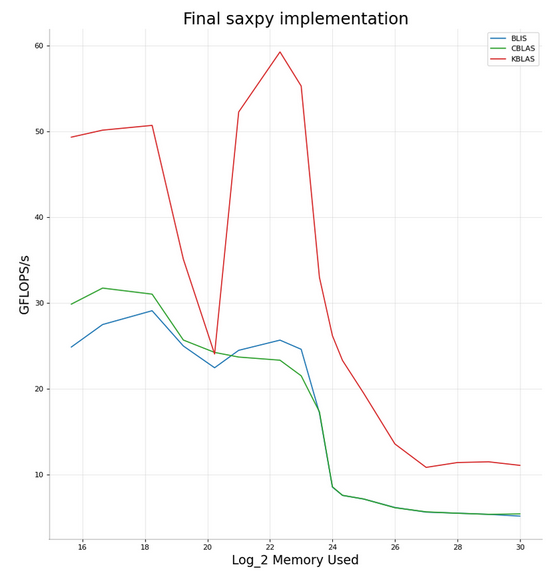 Final saxpy implementation
BLIS
CBLAS
KBLAS
60
50
40
30
20
10
GFLOPS/s
16 18 20 22 24 26 28 30
Log_2 Memory Used